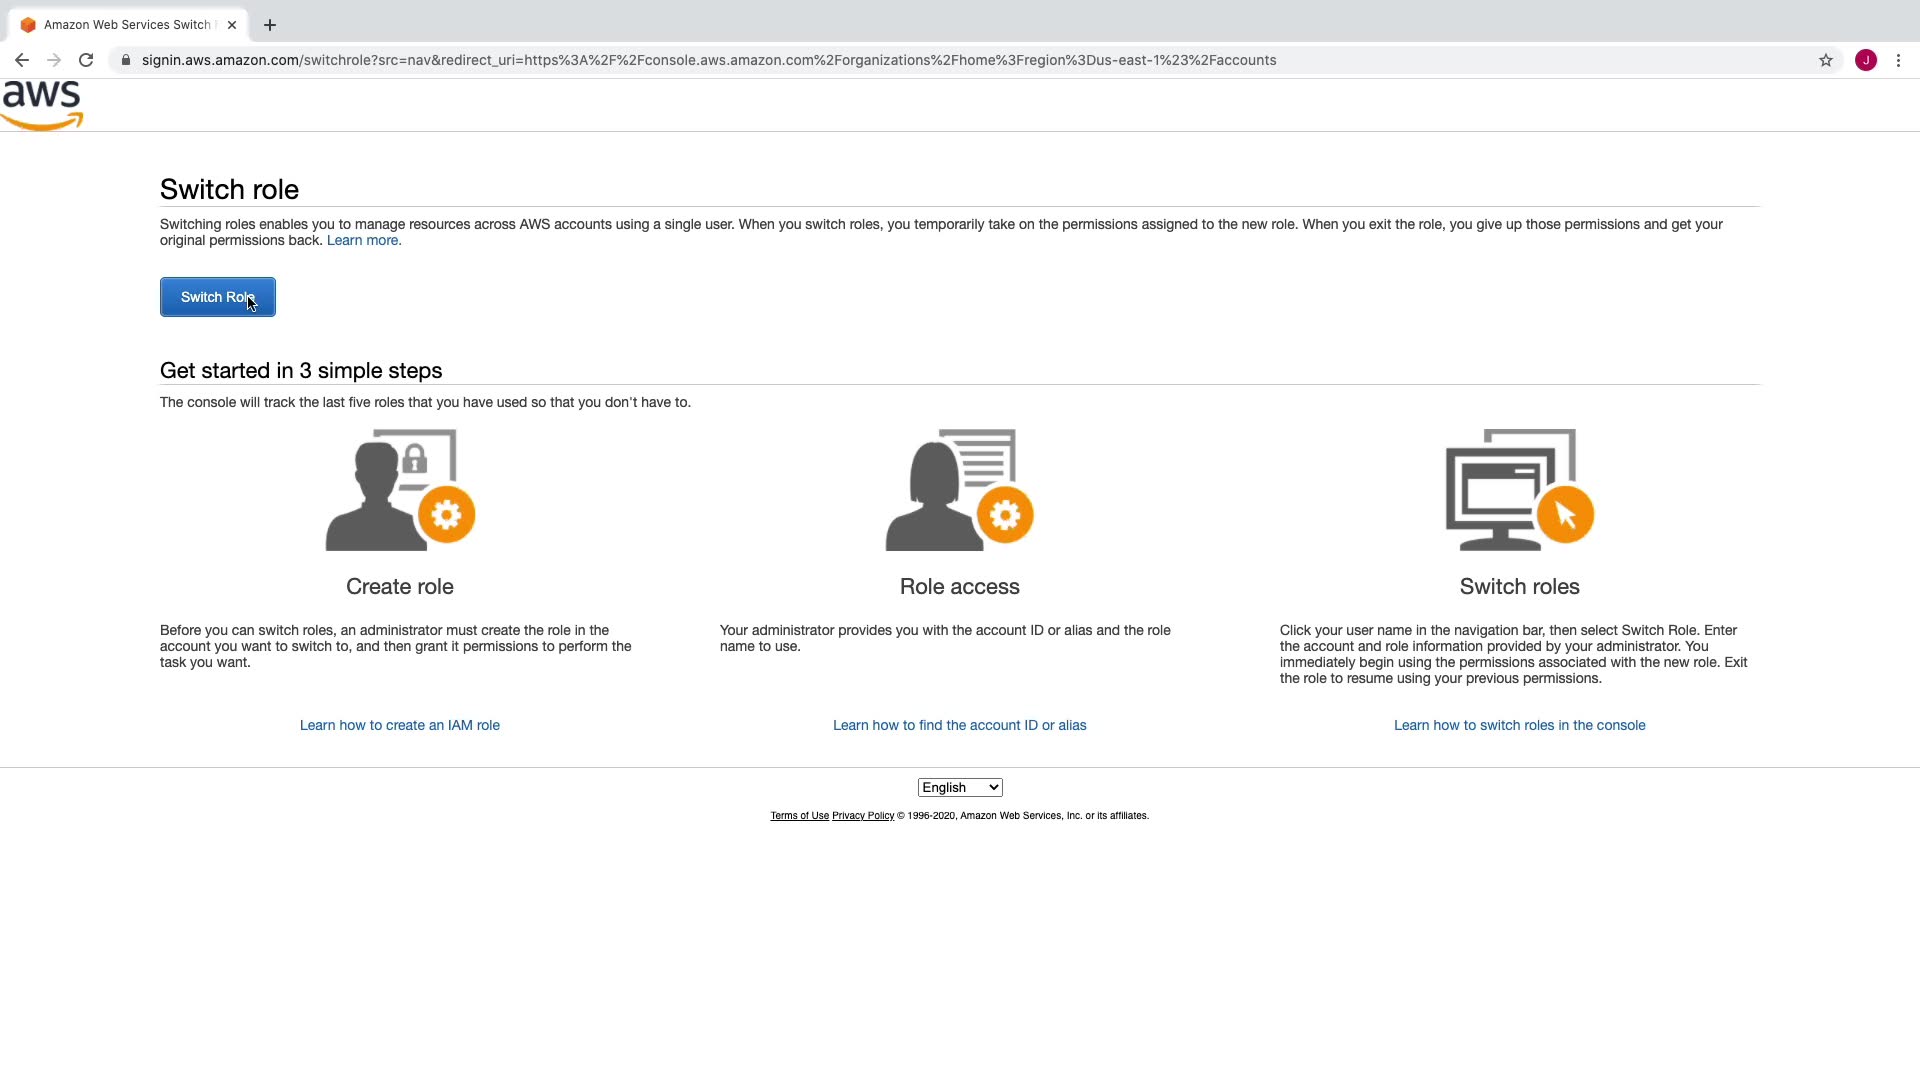 Amazon Web Services Switch
signin.aws.amazon.com/switchrole?src=nav&redirect_uri=https%3A%2F%2Fconsole.aws.amazon.com%2Forganizations%2Fhome%3Fregion%3Dus-east-1%23%2Faccounts
J
aws
Switch role
Switching roles enables you to manage resources across AWS accounts using a single user. When you switch roles, you temporarily take on the permissions assigned to the new role. When you exit the role, you give up those permissions and get your
original permissions back. Learn more.
Switch Role
Get started in 3 simple steps
The console will track the last five roles that you have used so that you don't have to.
Create role
Before you can switch roles, an administrator must create the role in the
account you want to switch to, and then grant it permissions to perform the
task you want.
Learn how to create an IAM role
Role access
Your administrator provides you with the account ID or alias and the role
name to use.
Learn how to find the account ID or alias
Switch roles
Click your user name in the navigation bar, then select Switch Role. Enter
the account and role information provided by your administrator. You
immediately begin using the permissions associated with the new role. Exit
the role to resume using your previous permissions.
Learn how to switch roles in the console
English
Terms of Use Privacy Policy © 1996-2020, Amazon Web Services, Inc. or its affiliates.